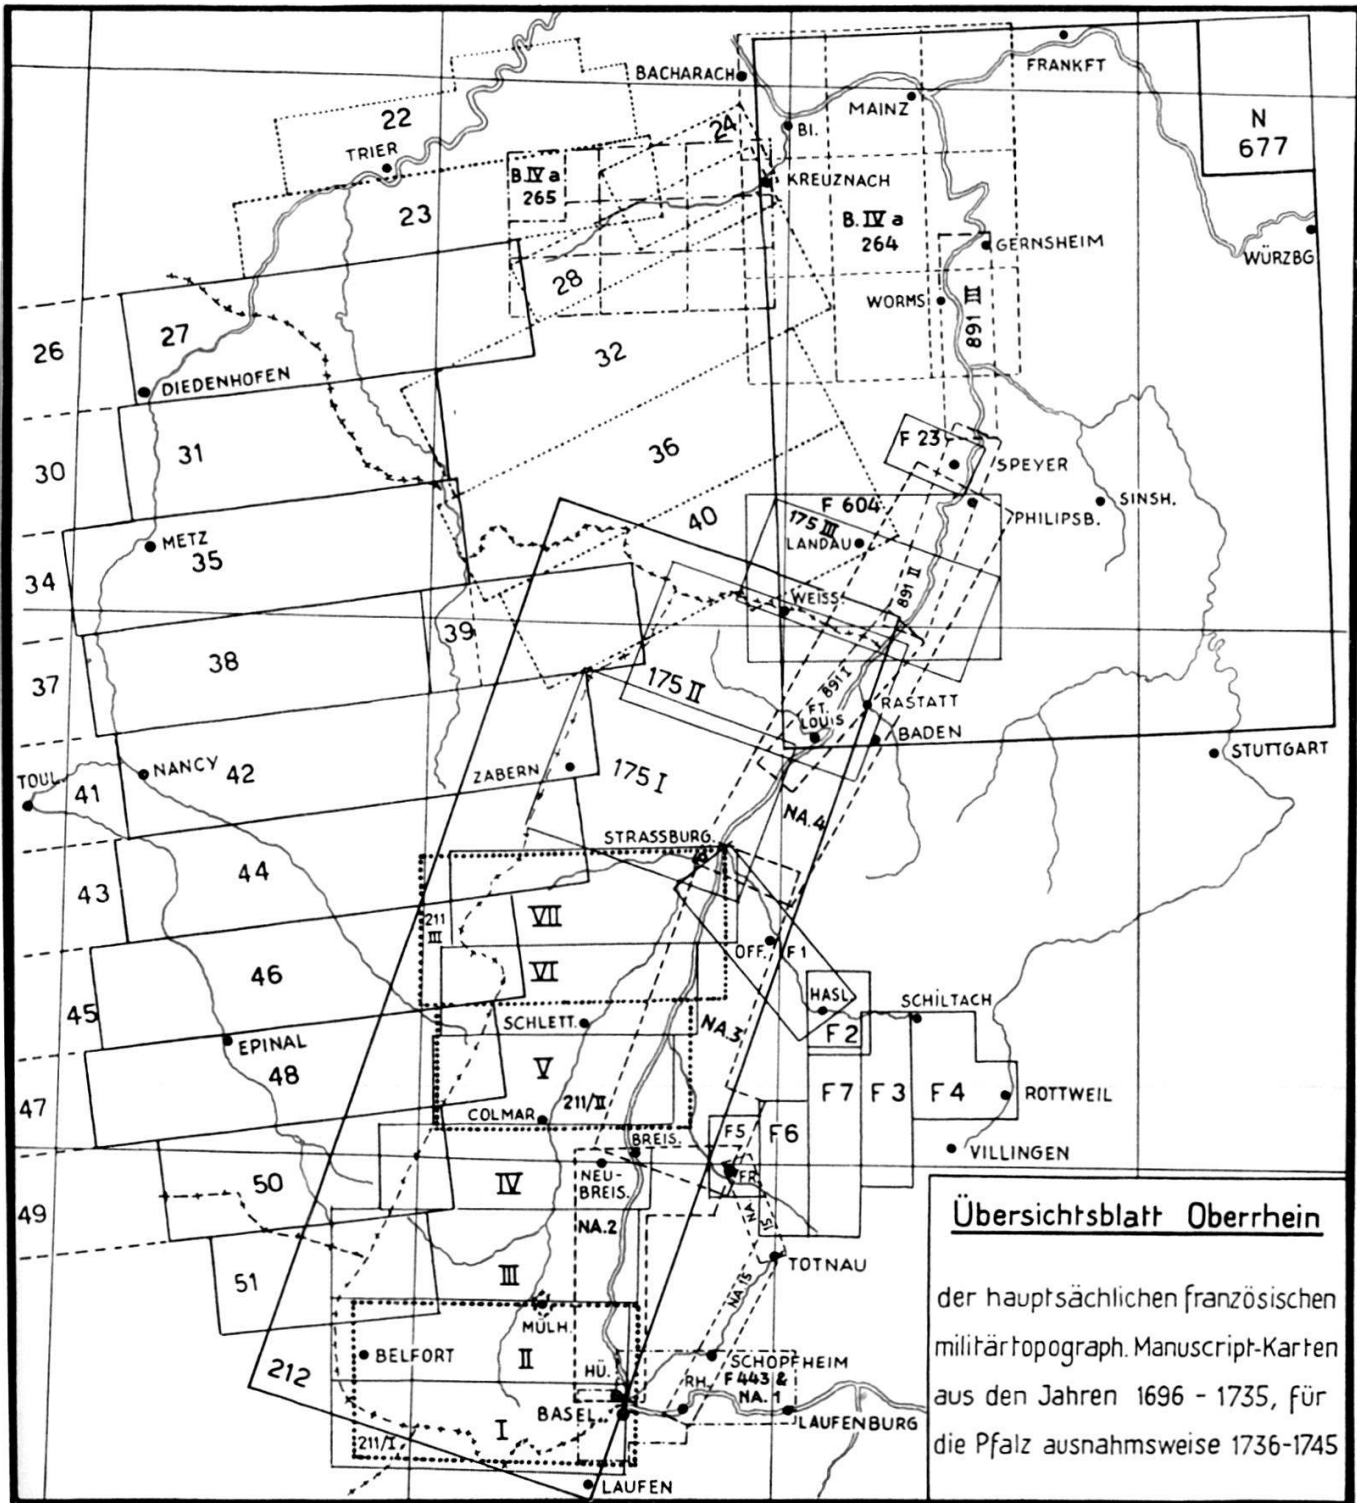 FRANKFT
BACHARACH
MAINZ
N
677
22
24
BI.
TRIER
B.IVa
265
KREUZNACH
23
B.IVa
264
GERNSHEIM
WÜRZBG
28
WORMS
891 III
27
26
32
DIEDENHOFEN
31
30
36
F 23
SPEYER
SINSH.
F 604
PHILIPSB.
40
175 III
LANDAU
METZ
35
34
891 II
WEISS.
39
38
37
175 II
891 I
FT.
LOUIS
RASTATT
BADEN
STUTTGART
TOUL
NANCY
42
41
ZABERN
175 I
NA.4
STRASSBURG
44
43
211
III
VII
OFF.
F 1
46
VI
HASL.
SCHILTACH
45
SCHLETT.
NA.3
F 2
EPINAL
48
V
F 7
F 3
F 4
ROTTWEIL
47
COLMAR
211/II
F 5
F 6
BREIS.
VILLINGEN
50
IV
NEU-
BREIS.
FR.
49
NA.2
NA 15
TOTNAU
51
III
NA 15
MÜLH.
BELFORT
II
HÜ.
SCHOPFHEIM
212
RH.
F 443 &
NA. 1
BASEL
LAUFENBURG
I
211/I
LAUFEN
Übersichtsblatt Oberrhein
der hauptsächlichen französischen
militärtopograph. Manuscript-Karten
aus den Jahren 1696 - 1735, für
die Pfalz ausnahmsweise 1736-1745